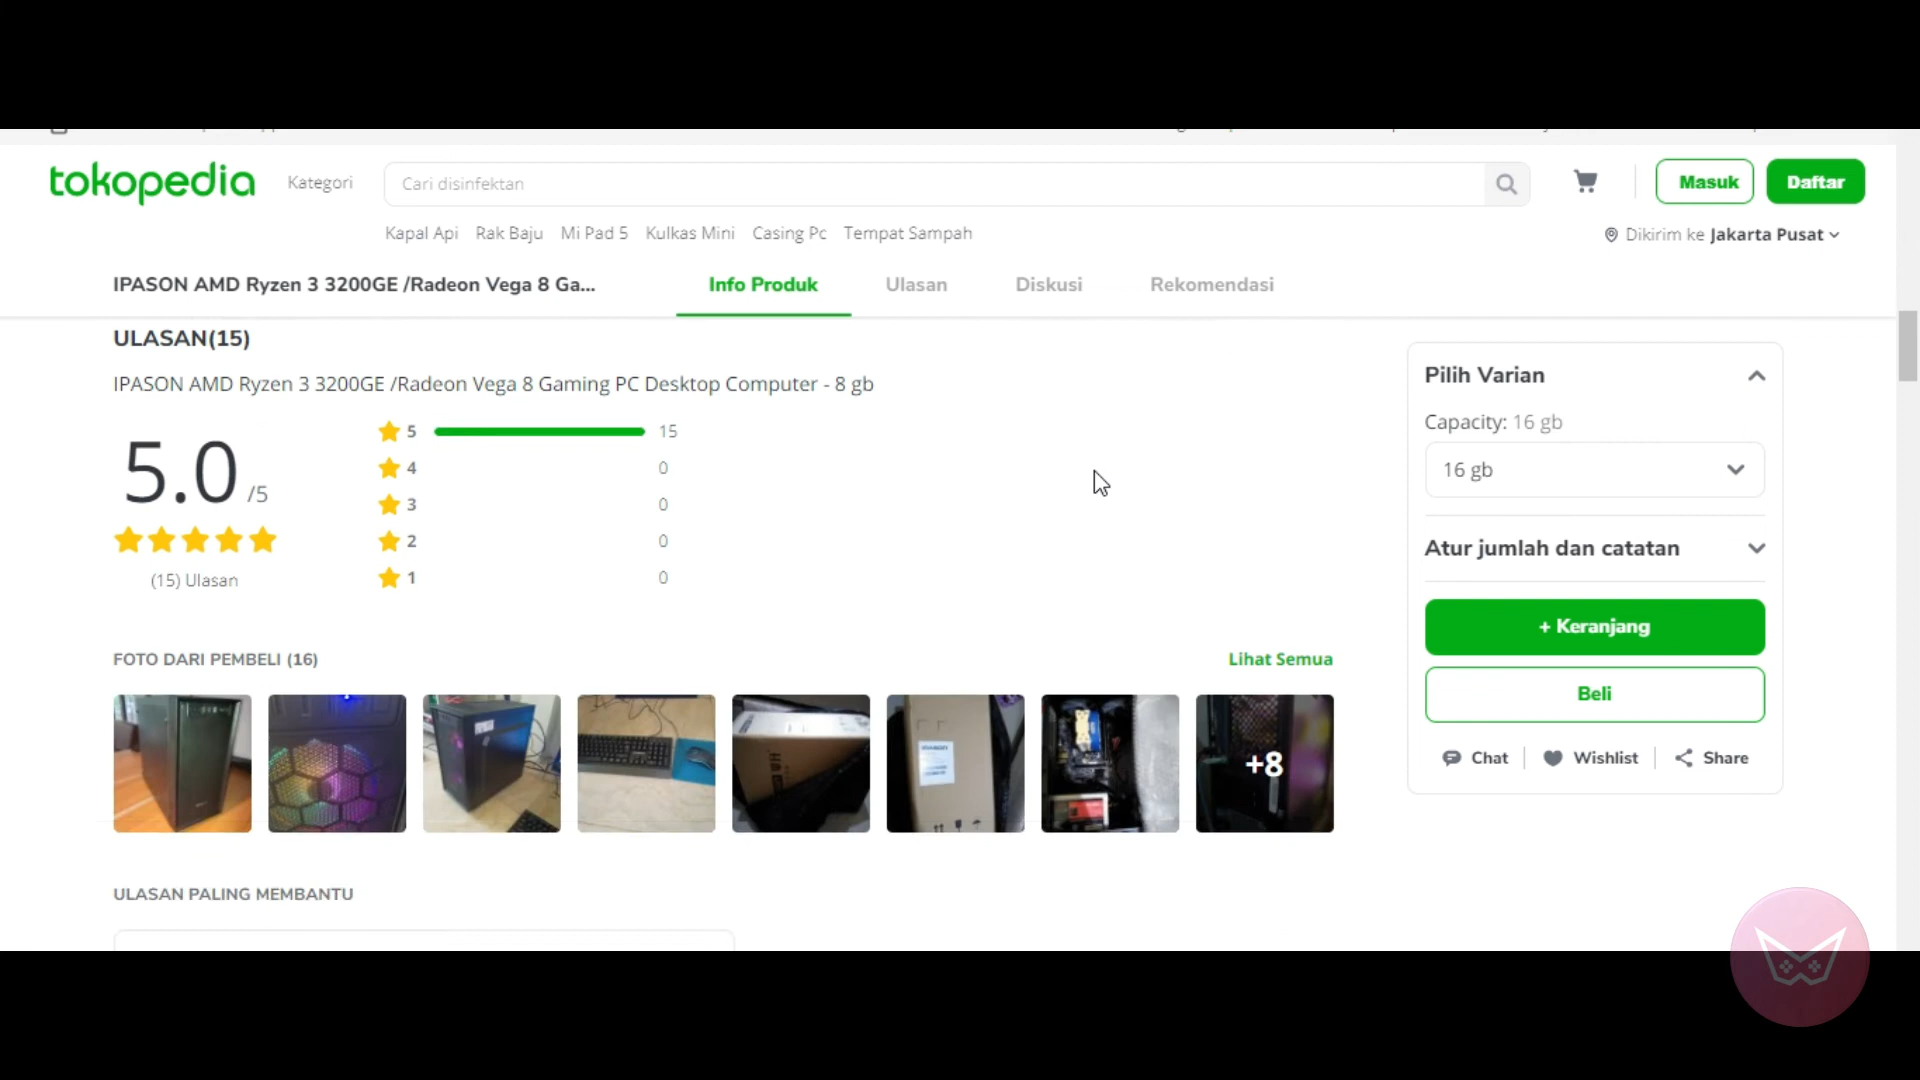 tokopedia
Kategori
Cari disinfektan
Masuk
Daftar
Kapal Api Rak Baju Mi Pad 5 Kulkas Mini Casing Pc Tempat Sampah
Dikirim ke Jakarta Pusat
IPASON AMD Ryzen 3 3200GE /Radeon Vega 8 Ga...
Info Produk
Ulasan
Diskusi
Rekomendasi
ULASAN(15)
IPASON AMD Ryzen 3 3200GE /Radeon Vega 8 Gaming PC Desktop Computer - 8 gb
5.0 /5
(15) Ulasan
5 15
4 0
3 0
2 0
1 0
FOTO DARI PEMBELI (16)
Lihat Semua
+8
ULASAN PALING MEMBANTU
Pilih Varian
Capacity: 16 gb
16 gb
Atur jumlah dan catatan
+ Keranjang
Beli
Chat
Wishlist
Share